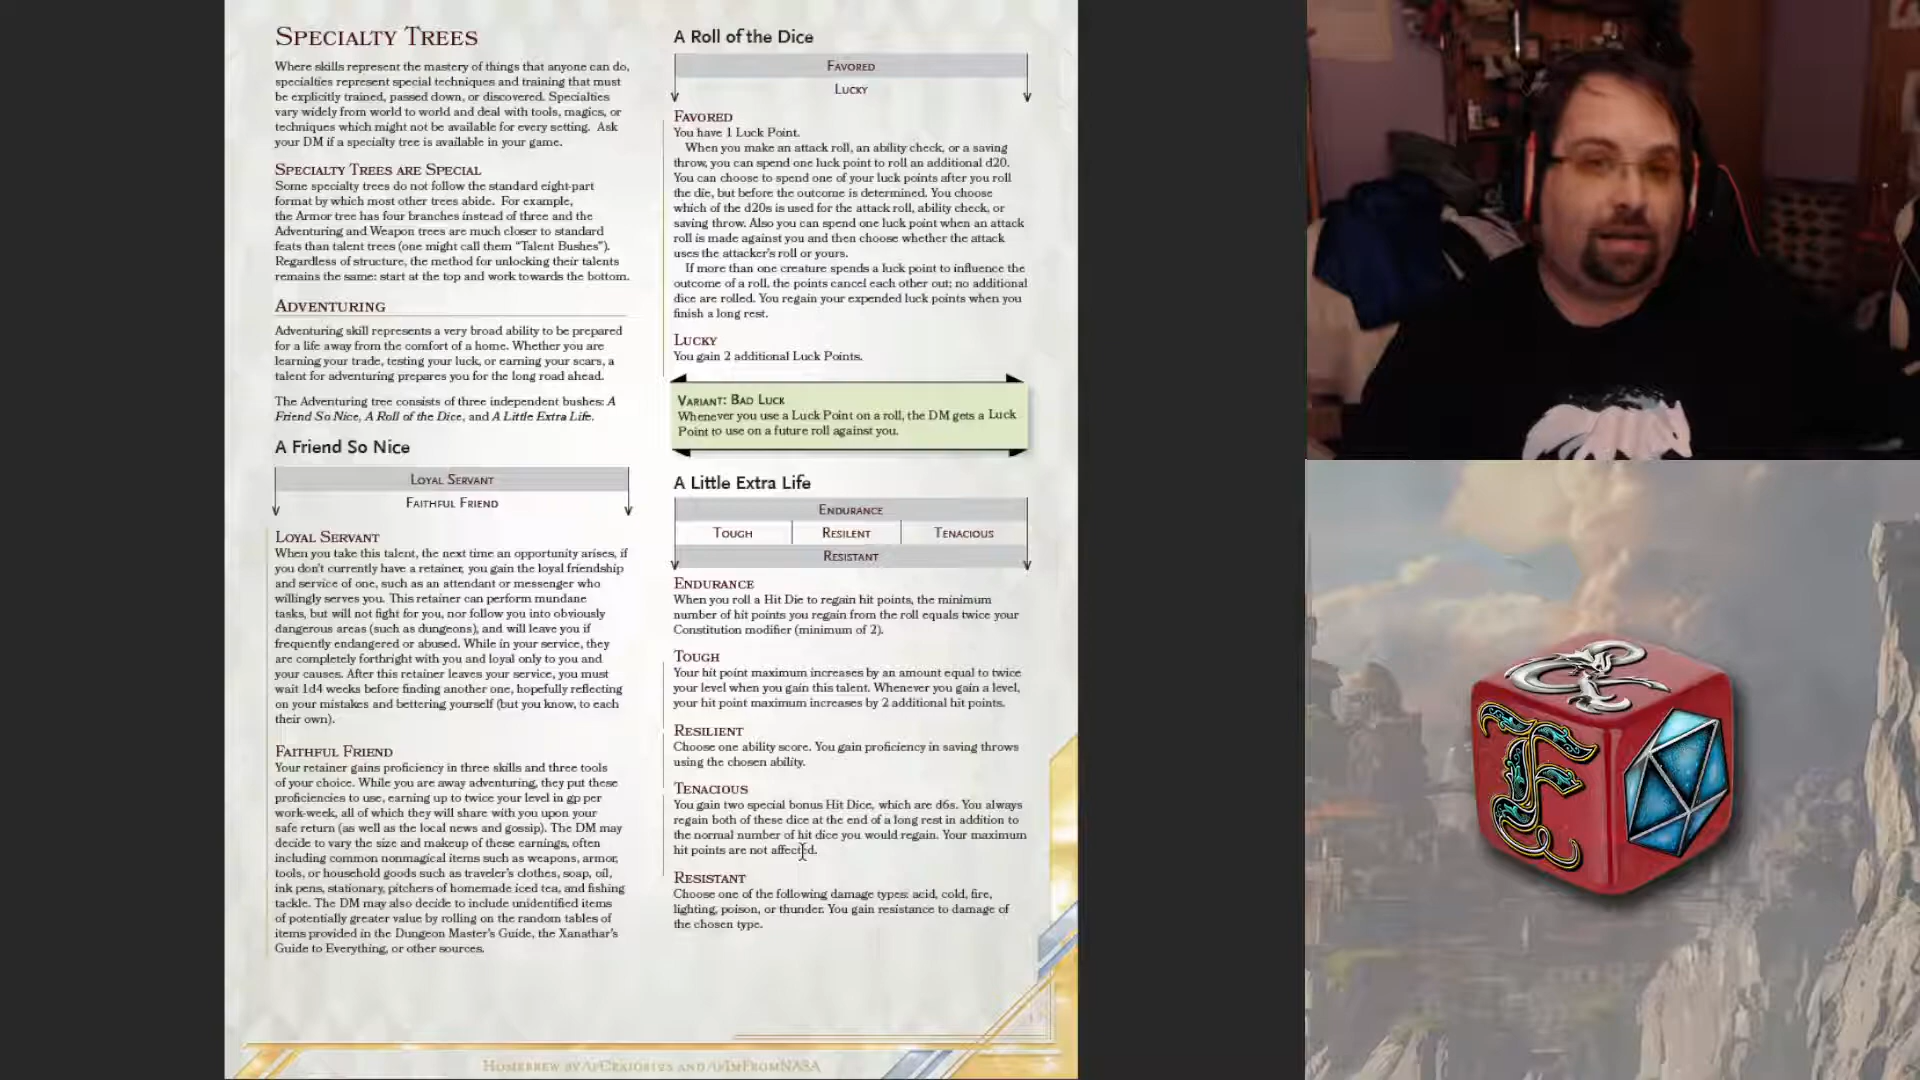 SPECIALTY TREES
Where skills represent the mastery of things that anyone can do,
specialties represent special techniques and training that must
be explicitly trained, passed down, or discovered. Specialties
vary widely from world to world and deal with tools, magics, or
techniques which might not be available for every setting. Ask
your DM if a specialty tree is available in your game.
SPECIALTY TREES ARE SPECIAL
Some specialty trees do not follow the standard eight-part
format by which most other trees abide. For example,
the Armor tree has four branches instead of three and the
Adventuring and Weapon trees are much closer to standard
feats than talent trees (one might call them "Talent Bushes").
Regardless of structure, the method for unlocking their talents
remains the same: start at the top and work towards the bottom.
ADVENTURING
Adventuring skill represents a very broad ability to be prepared
for a life away from the comfort of a home. Whether you are
learning your trade, testing your luck, or earning your scars, a
talent for adventuring prepares you for the long road ahead.
The Adventuring tree consists of three independent bushes: A
Friend So Nice, A Roll of the Dice, and A Little Extra Life.
A Friend So Nice
LOYAL SERVANT
FAITHFUL FRIEND
LOYAL SERVANT
When you take this talent, the next time an opportunity arises, if
you don't currently have a retainer, you gain the loyal friendship
and service of one, such as an attendant or messenger who
willingly serves you. This retainer can perform mundane
tasks, but will not fight for you, nor follow you into obviously
dangerous areas (such as dungeons), and will leave you if
frequently endangered or abused. While in your service, they
are completely forthright with you and loyal only to you and
your causes. After this retainer leaves your service, you must
wait 1d4 weeks before finding another one, hopefully reflecting
on your mistakes and bettering yourself (but you know, to each
their own).
FAITHFUL FRIEND
Your retainer gains proficiency in three skills and three tools
of your choice. While you are away adventuring, they put these
proficiencies to use, earning up to twice your level in gp per
work-week, all of which they will share with you upon your
safe return (as well as the local news and gossip). The DM may
decide to vary the size and makeup of these earnings, often
including common nonmagical items such as weapons, armor,
tools, or household goods such as traveler's clothes, soap, oil,
ink pens, stationary, pitchers of homemade iced tea, and fishing
tackle. The DM may also decide to include unidentified items
of potentially greater value by rolling on the random tables of
items provided in the Dungeon Master's Guide, the Xanathar's
Guide to Everything, or other sources.
A Roll of the Dice
FAVORED
LUCKY
FAVORED
You have 1 Luck Point.
When you make an attack roll, an ability check, or a saving
throw, you can spend one luck point to roll an additional d20.
You can choose to spend one of your luck points after you roll
the die, but before the outcome is determined. You choose
which of the d20s is used for the attack roll, ability check, or
saving throw. Also you can spend one luck point when an attack
roll is made against you and then choose whether the attack
uses the attacker's roll or yours.
If more than one creature spends a luck point to influence the
outcome of a roll, the points cancel each other out; no additional
dice are rolled. You regain your expended luck points when you
finish a long rest.
LUCKY
You gain 2 additional Luck Points.
VARIANT: BAD LUCK
Whenever you use a Luck Point on a roll, the DM gets a Luck
Point to use on a future roll against you.
A Little Extra Life
ENDURANCE
TOUGH RESILENT TENACIOUS
RESISTANT
ENDURANCE
When you roll a Hit Die to regain hit points, the minimum
number of hit points you regain from the roll equals twice your
Constitution modifier (minimum of 2).
TOUGH
Your hit point maximum increases by an amount equal to twice
your level when you gain this talent. Whenever you gain a level,
your hit point maximum increases by 2 additional hit points.
RESILIENT
Choose one ability score. You gain proficiency in saving throws
using the chosen ability.
TENACIOUS
You gain two special bonus Hit Dice, which are d6s. You always
regain both of these dice at the end of a long rest in addition to
the normal number of hit dice you would regain. Your maximum
hit points are not affected.
RESISTANT
Choose one of the following damage types: acid, cold, fire,
lighting, poison, or thunder. You gain resistance to damage of
the chosen type.